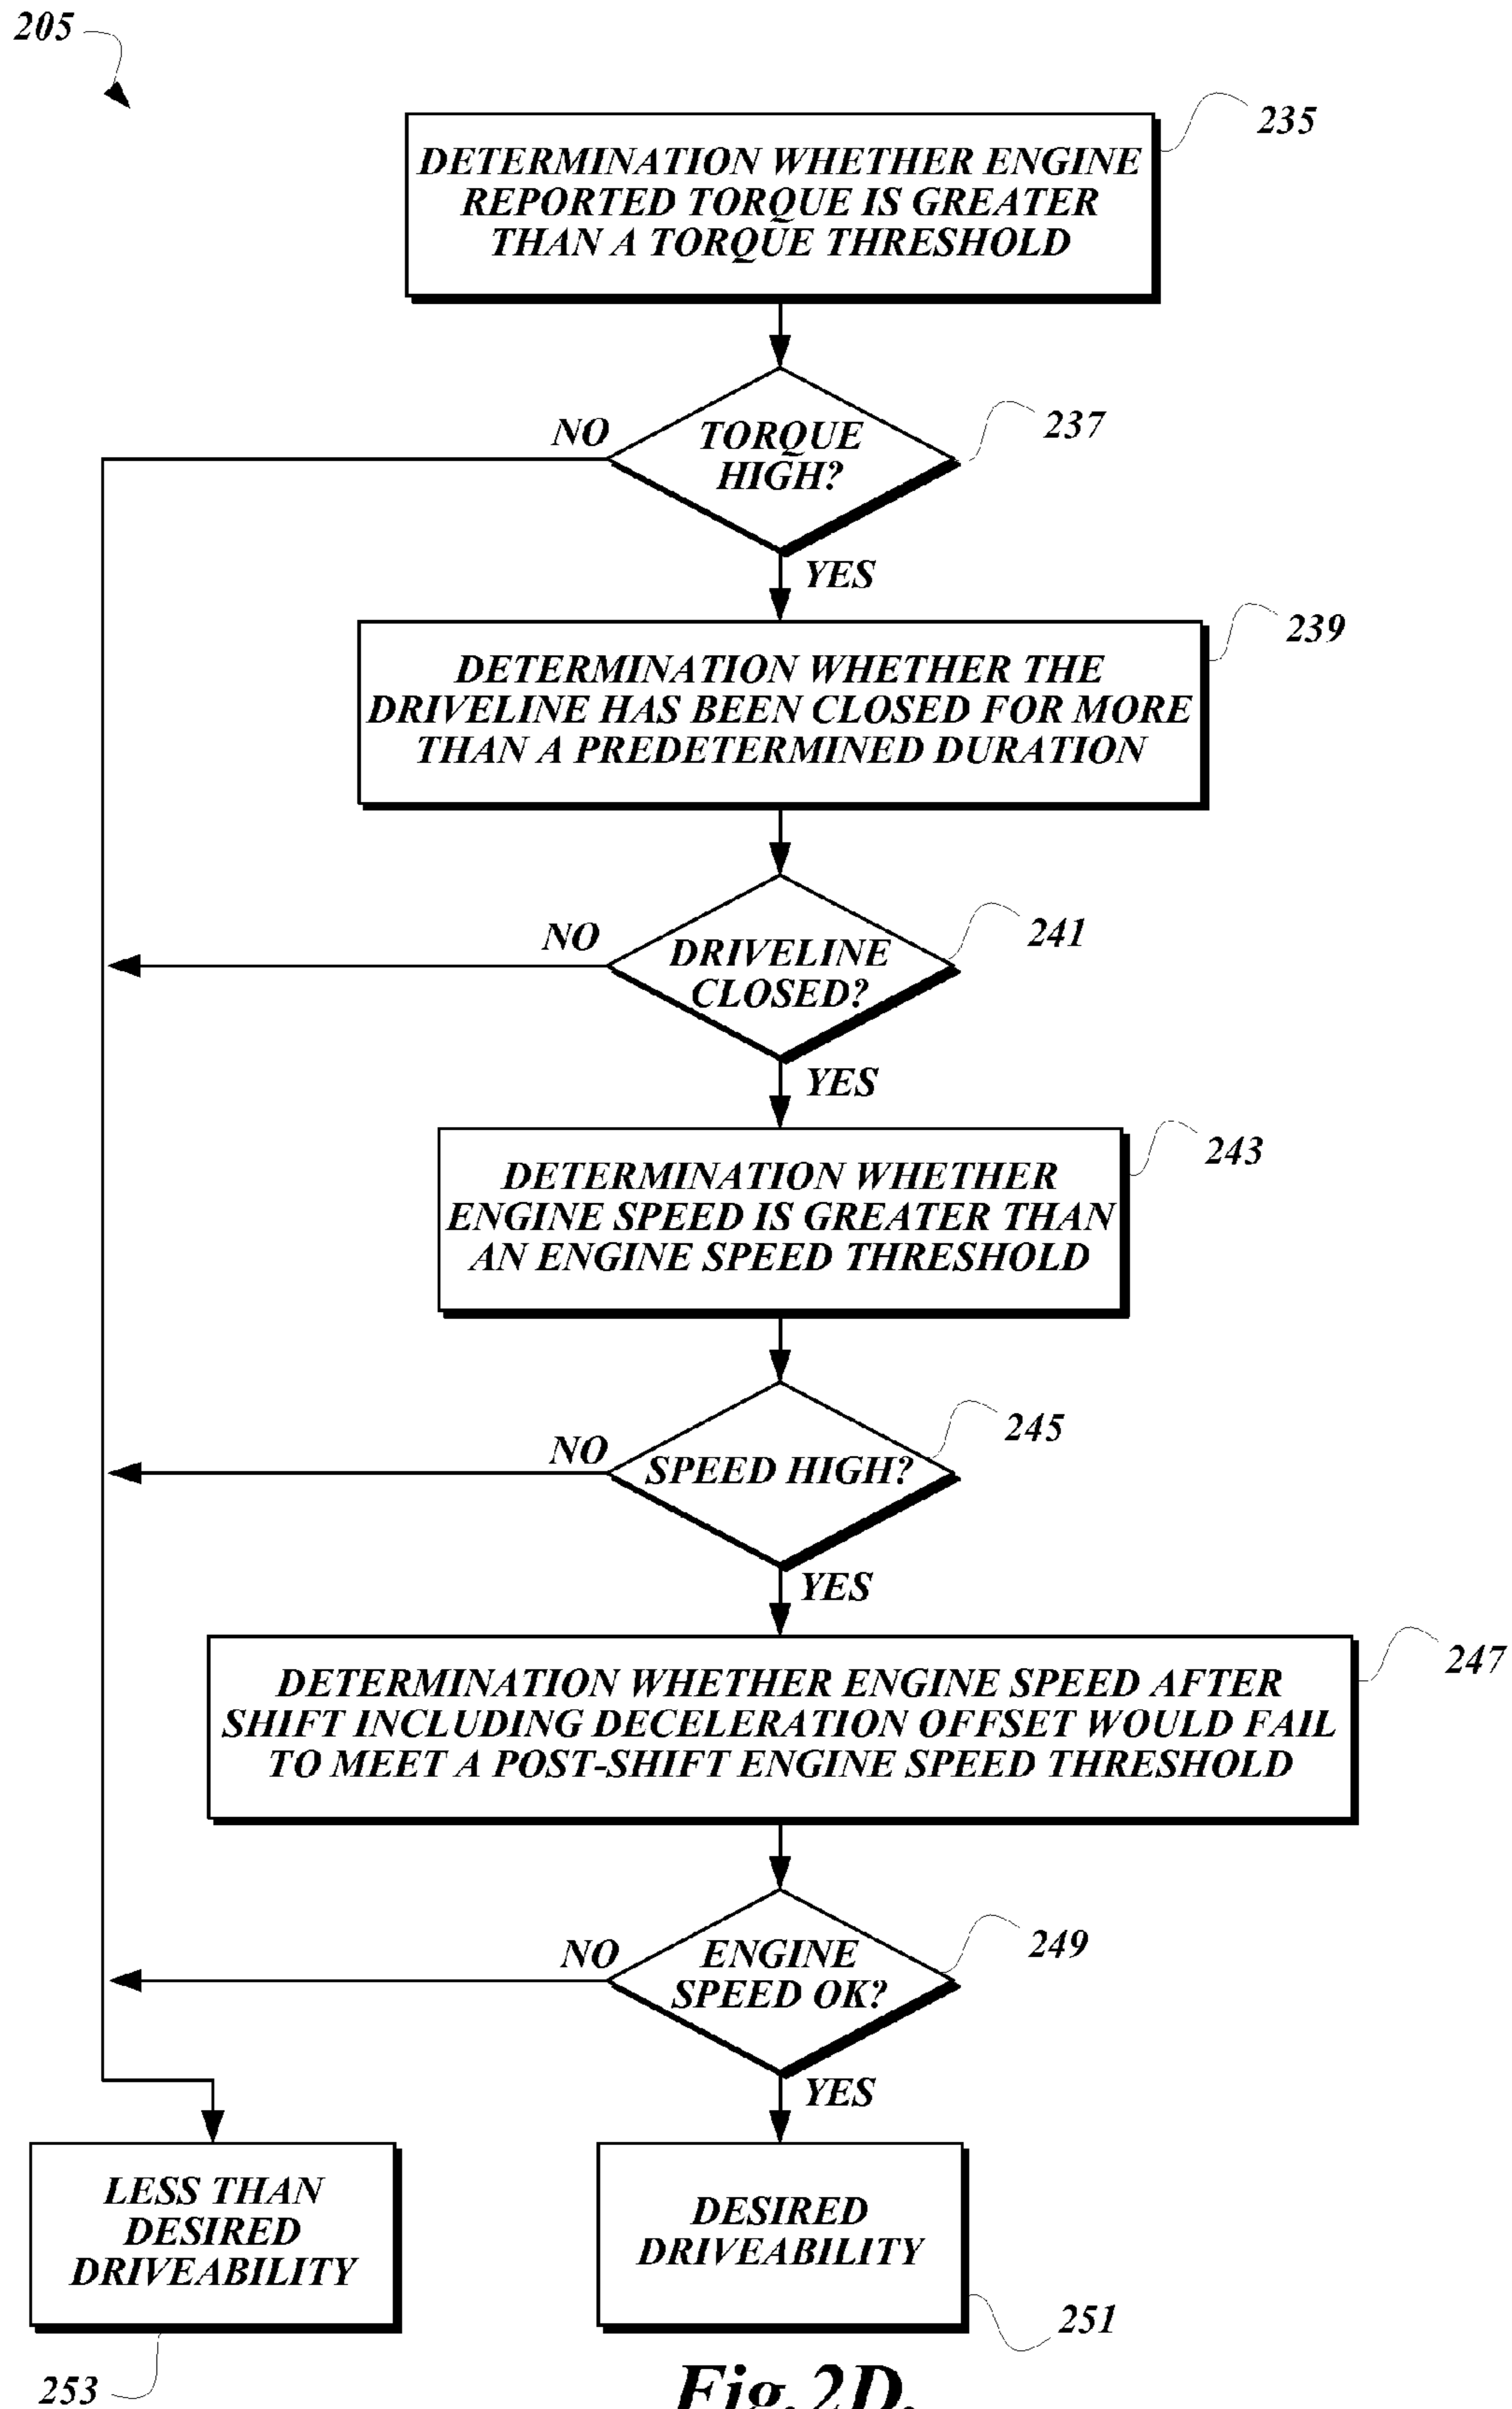 205
235
DETERMINATION WHETHER ENGINE
REPORTED TORQUE IS GREATER
THAN A TORQUE THRESHOLD
NO
TORQUE
HIGH?
237
YES
239
DETERMINATION WHETHER THE
DRIVELINE HAS BEEN CLOSED FOR MORE
THAN A PREDETERMINED DURATION
NO
DRIVELINE
CLOSED?
241
YES
243
DETERMINATION WHETHER
ENGINE SPEED IS GREATER THAN
AN ENGINE SPEED THRESHOLD
NO
SPEED HIGH?
245
YES
247
DETERMINATION WHETHER ENGINE SPEED AFTER
SHIFT INCLUDING DECELERATION OFFSET WOULD FAIL
TO MEET A POST-SHIFT ENGINE SPEED THRESHOLD
NO
ENGINE
SPEED OK?
249
YES
LESS THAN
DESIRED
DRIVEABILITY
DESIRED
DRIVEABILITY
251
253
Fig.2D.